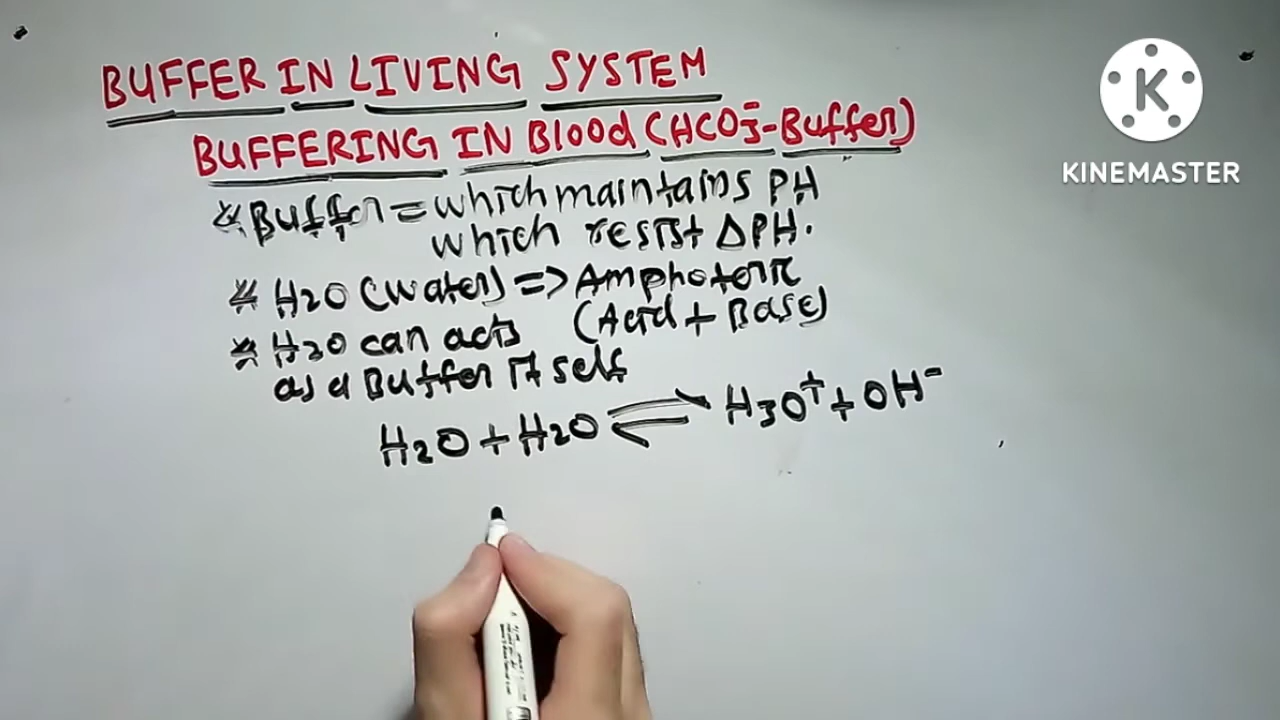 BUFFER IN LIVING SYSTEM
BUFFERING IN Blood (HCO3⁻-Buffer)
* Buffer = which maintains PH
which resist ΔPH.
* H2O (water) => Amphoteric
(Acid + Base)
* H2O can acts
as a Buffer It self
H2O + H2O ⇌ H3O⁺ + OH⁻
K
KINEMASTER